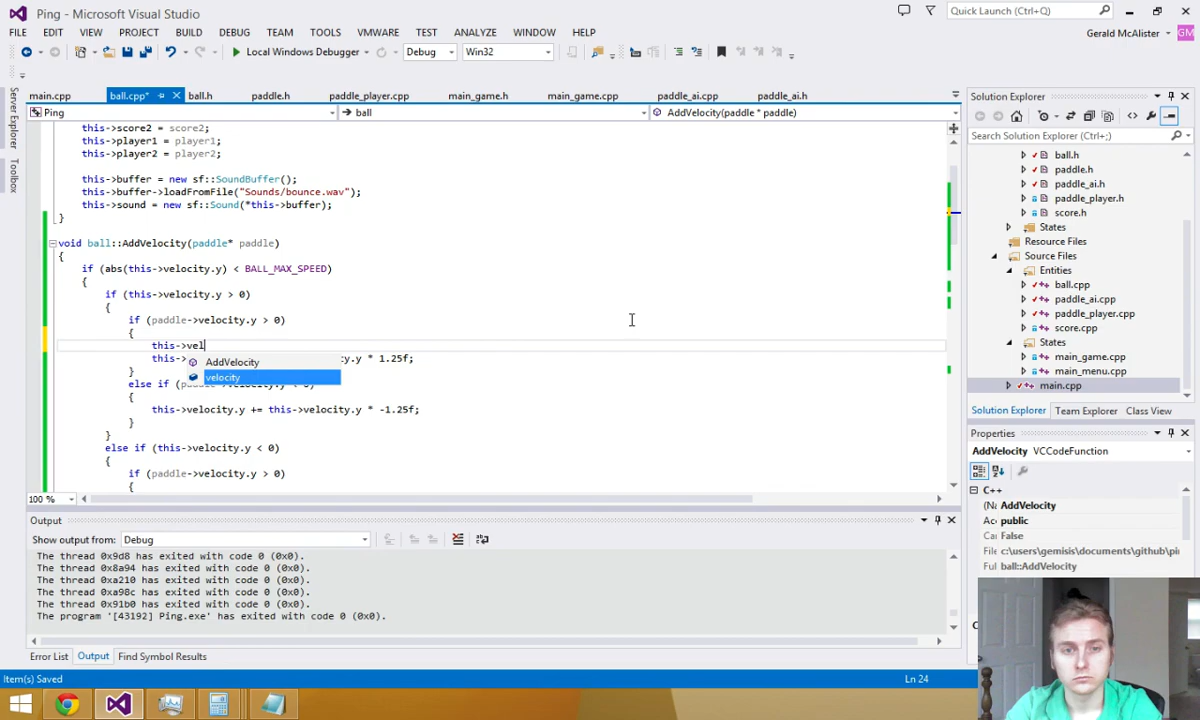 Ping - Microsoft Visual Studio
Quick Launch (Ctrl+;)
FILE EDIT VIEW PROJECT BUILD DEBUG TEAM TOOLS VMWARE TEST ANALYZE WINDOW HELP
Gerald McAlister GM
Local Windows Debugger Debug Win32
main.cpp ball.cpp* ball.h paddle.h paddle_player.cpp main_game.h main_game.cpp paddle_ai.cpp paddle_ai.h
Ping ball AddVelocity(paddle * paddle)
Server Explorer
Toolbox
this->score2 = score2;
this->player1 = player1;
this->player2 = player2;
this->buffer = new sf::SoundBuffer();
this->buffer->loadFromFile("Sounds/bounce.wav");
this->sound = new sf::Sound(*this->buffer);
}
void ball::AddVelocity(paddle* paddle)
{
if (abs(this->velocity.y) < BALL_MAX_SPEED)
{
if (this->velocity.y > 0)
{
if (paddle->velocity.y > 0)
{
this->vel
AddVelocity
velocity
this-> y.y * 1.25f;
}
else if
{
this->velocity.y += this->velocity.y * -1.25f;
}
}
else if (this->velocity.y < 0)
{
if (paddle->velocity.y > 0)
{
100 %
Output
Show output from: Debug
The thread 0x9d8 has exited with code 0 (0x0).
The thread 0x8a94 has exited with code 0 (0x0).
The thread 0xa210 has exited with code 0 (0x0).
The thread 0xa98c has exited with code 0 (0x0).
The thread 0x91b0 has exited with code 0 (0x0).
The program '[43192] Ping.exe' has exited with code 0 (0x0).
Error List Output Find Symbol Results
Item(s) Saved Ln 24
Solution Explorer
Search Solution Explorer (Ctrl+;)
ball.h
paddle.h
paddle_ai.h
paddle_player.h
score.h
States
Resource Files
Source Files
Entities
ball.cpp
paddle_ai.cpp
paddle_player.cpp
score.cpp
States
main_game.cpp
main_menu.cpp
main.cpp
Solution Explorer Team Explorer Class View
Properties
AddVelocity VCCodeFunction
C++
(Na AddVelocity
Ac public
Ca False
File c:\users\gemisis\documents\github\pi
Ful ball::AddVelocity